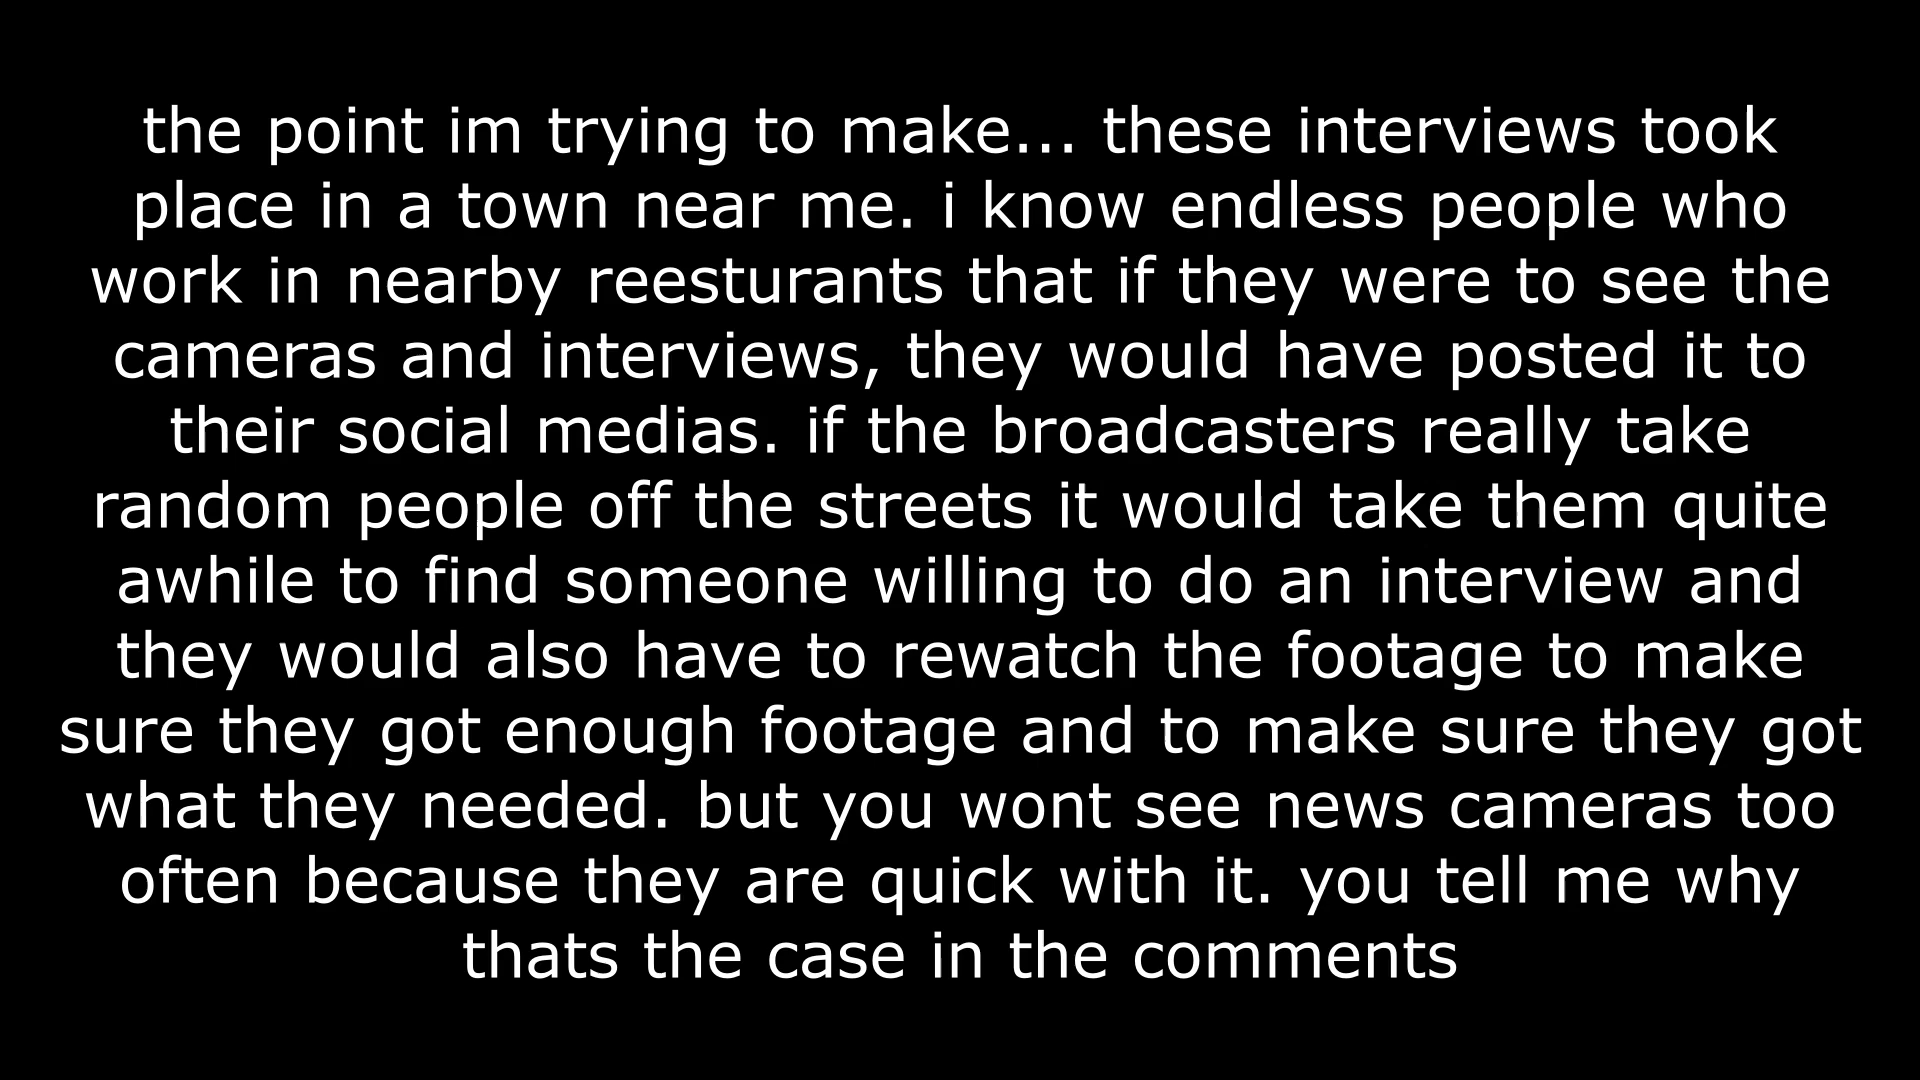 the point im trying to make... these interviews took
place in a town near me. i know endless people who
work in nearby reesturants that if they were to see the
cameras and interviews, they would have posted it to
their social medias. if the broadcasters really take
random people off the streets it would take them quite
awhile to find someone willing to do an interview and
they would also have to rewatch the footage to make
sure they got enough footage and to make sure they got
what they needed. but you wont see news cameras too
often because they are quick with it. you tell me why
thats the case in the comments